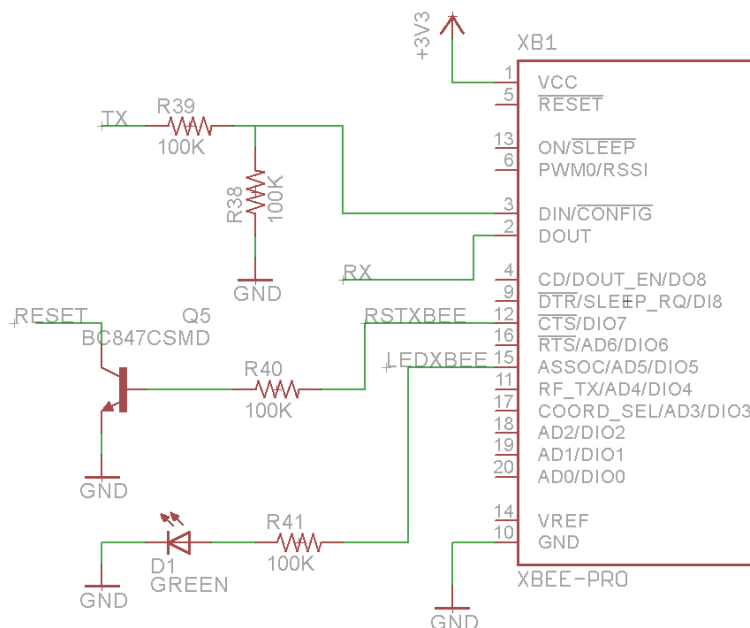 +3V3
XB1
1 VCC
5 RESET
TX
R39
100K
13 ON/SLEEP
6 PWM0/RSSI
R38
100K
3 DIN/CONFIG
2 DOUT
RX
GND
4 CD/DOUT_EN/DO8
9 DTR/SLEEP_RQ/DI8
RESET
Q5
BC847CSMD
RSTXBEE
12 CTS/DIO7
16 RTS/AD6/DIO6
LEDXBEE
15 ASSOC/AD5/DIO5
R40
100K
11 RF_TX/AD4/DIO4
17 COORD_SEL/AD3/DIO3
18 AD2/DIO2
19 AD1/DIO1
20 AD0/DIO0
GND
R41
100K
14 VREF
10 GND
D1
GREEN
GND
XBEE-PRO
GND